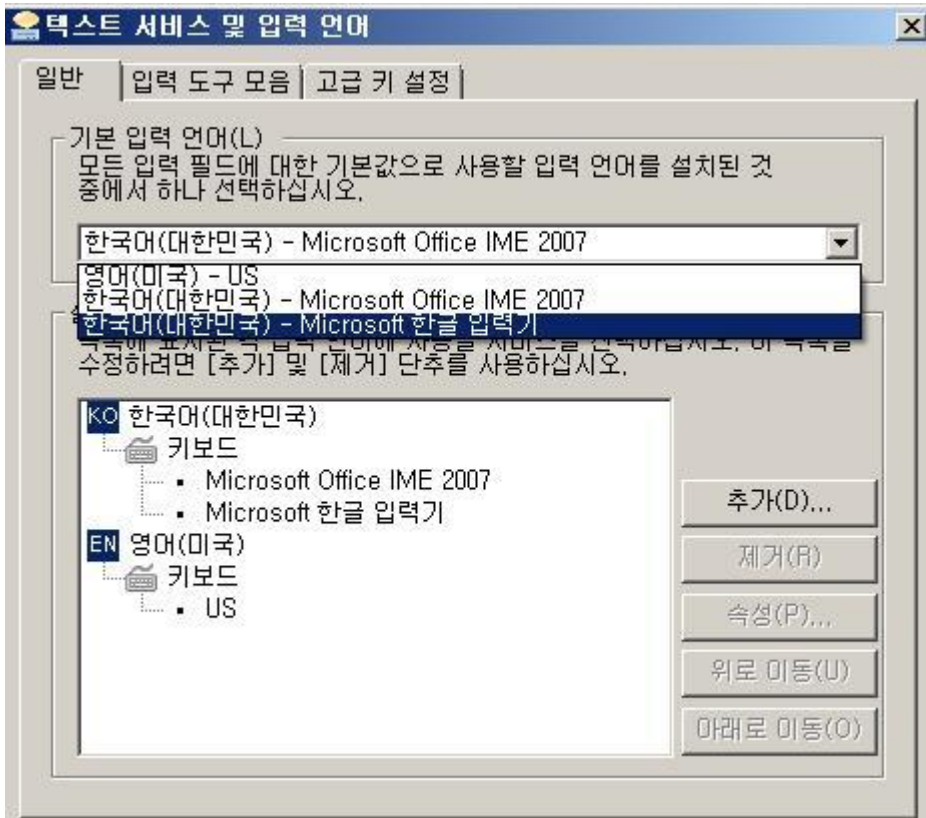 텍스트 서비스 및 입력 언어
일반
입력 도구 모음
고급 키 설정
기본 입력 언어(L)
모든 입력 필드에 대한 기본값으로 사용할 입력 언어를 설치된 것
중에서 하나 선택하십시오.
한국어(대한민국) - Microsoft Office IME 2007
영어(미국) - US
한국어(대한민국) - Microsoft Office IME 2007
한국어(대한민국) - Microsoft 한글 입력기
수정하려면 [추가] 및 [제거] 단추를 사용하십시오.
KO 한국어(대한민국)
키보드
Microsoft Office IME 2007
Microsoft 한글 입력기
EN 영어(미국)
키보드
US
추가(D)...
제거(R)
속성(P)...
위로 이동(U)
아래로 이동(O)